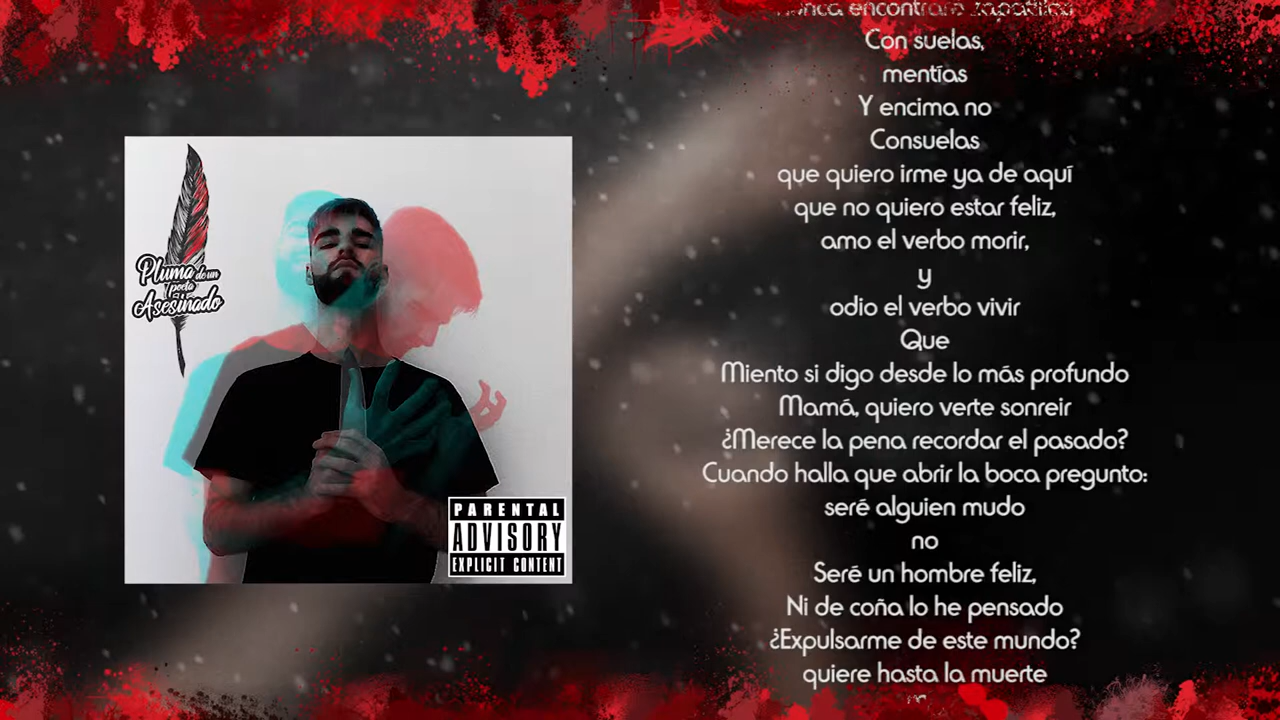 Pluma de un
poeta
Asesinado
PARENTAL
ADVISORY
EXPLICIT CONTENT
nunca encontraré zapatillas
Con suelas,
mentías
Y encima no
Consuelas
que quiero irme ya de aquí
que no quiero estar feliz,
amo el verbo morir,
y
odio el verbo vivir
Que
Miento si digo desde lo más profundo
Mamá, quiero verte sonreir
¿Merece la pena recordar el pasado?
Cuando halla que abrir la boca pregunto:
seré alguien mudo
no
Seré un hombre feliz,
Ni de coña lo he pensado
¿Expulsarme de este mundo?
quiere hasta la muerte